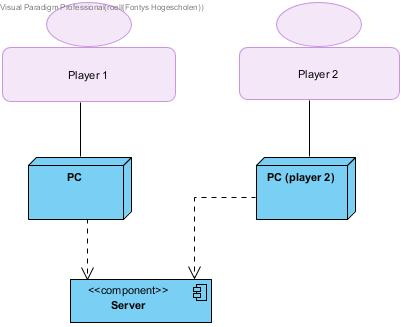 Visual Paradigm Professional(roel(Fontys Hogescholen))
Player 1
Player 2
PC
PC (player 2)
<<component>>
Server